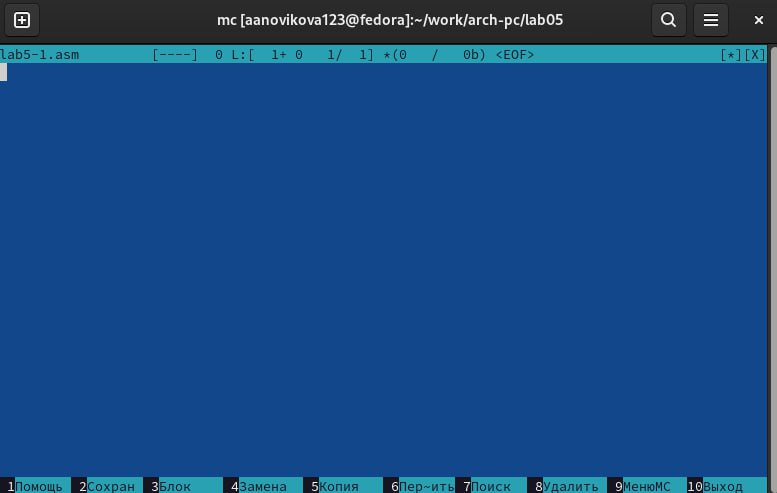 mc [aanovikova123@fedora]:~/work/arch-pc/lab05
lab5-1.asm [----] 0 L:[ 1+ 0 1/ 1] *(0 / 0b) <EOF> [*][X]
1Помощь 2Сохран 3Блок 4Замена 5Копия 6Пер~ить 7Поиск 8Удалить 9МенюМС 10Выход